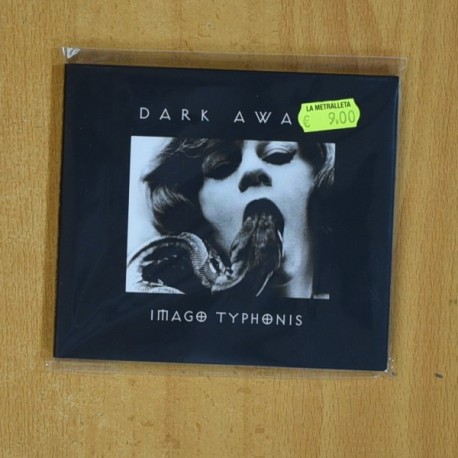 DARK AWA
LA METRALLETA
€ 9,00
IMAGO TYPHONIS